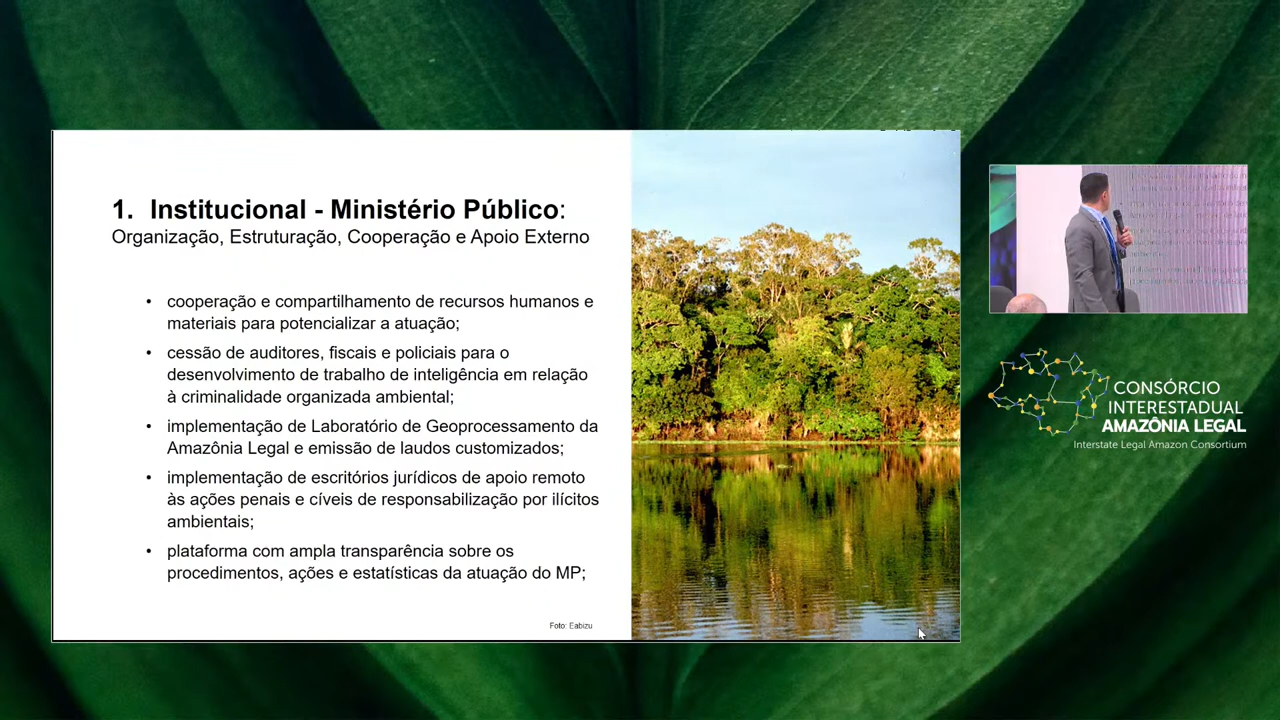 1. Institucional - Ministério Público:
Organização, Estruturação, Cooperação e Apoio Externo
• cooperação e compartilhamento de recursos humanos e
materiais para potencializar a atuação;
• cessão de auditores, fiscais e policiais para o
desenvolvimento de trabalho de inteligência em relação
à criminalidade organizada ambiental;
• implementação de Laboratório de Geoprocessamento da
Amazônia Legal e emissão de laudos customizados;
• implementação de escritórios jurídicos de apoio remoto
às ações penais e cíveis de responsabilização por ilícitos
ambientais;
• plataforma com ampla transparência sobre os
procedimentos, ações e estatísticas da atuação do MP;
Foto: Eabizu
CONSÓRCIO
INTERESTADUAL
AMAZÔNIA LEGAL
Interstate Legal Amazon Consortium